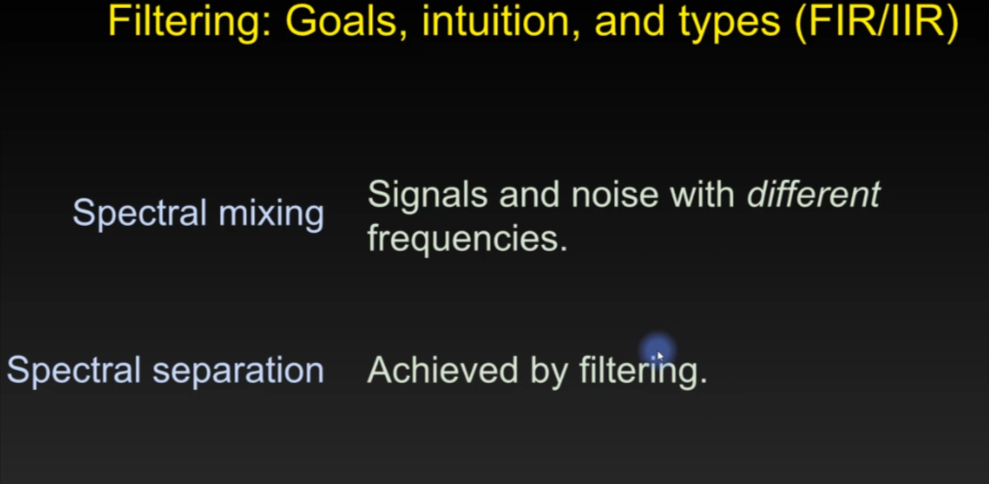 Filtering: Goals, intuition, and types (FIR/IIR)
Spectral mixing
Signals and noise with different
frequencies.
Spectral separation
Achieved by filtering.